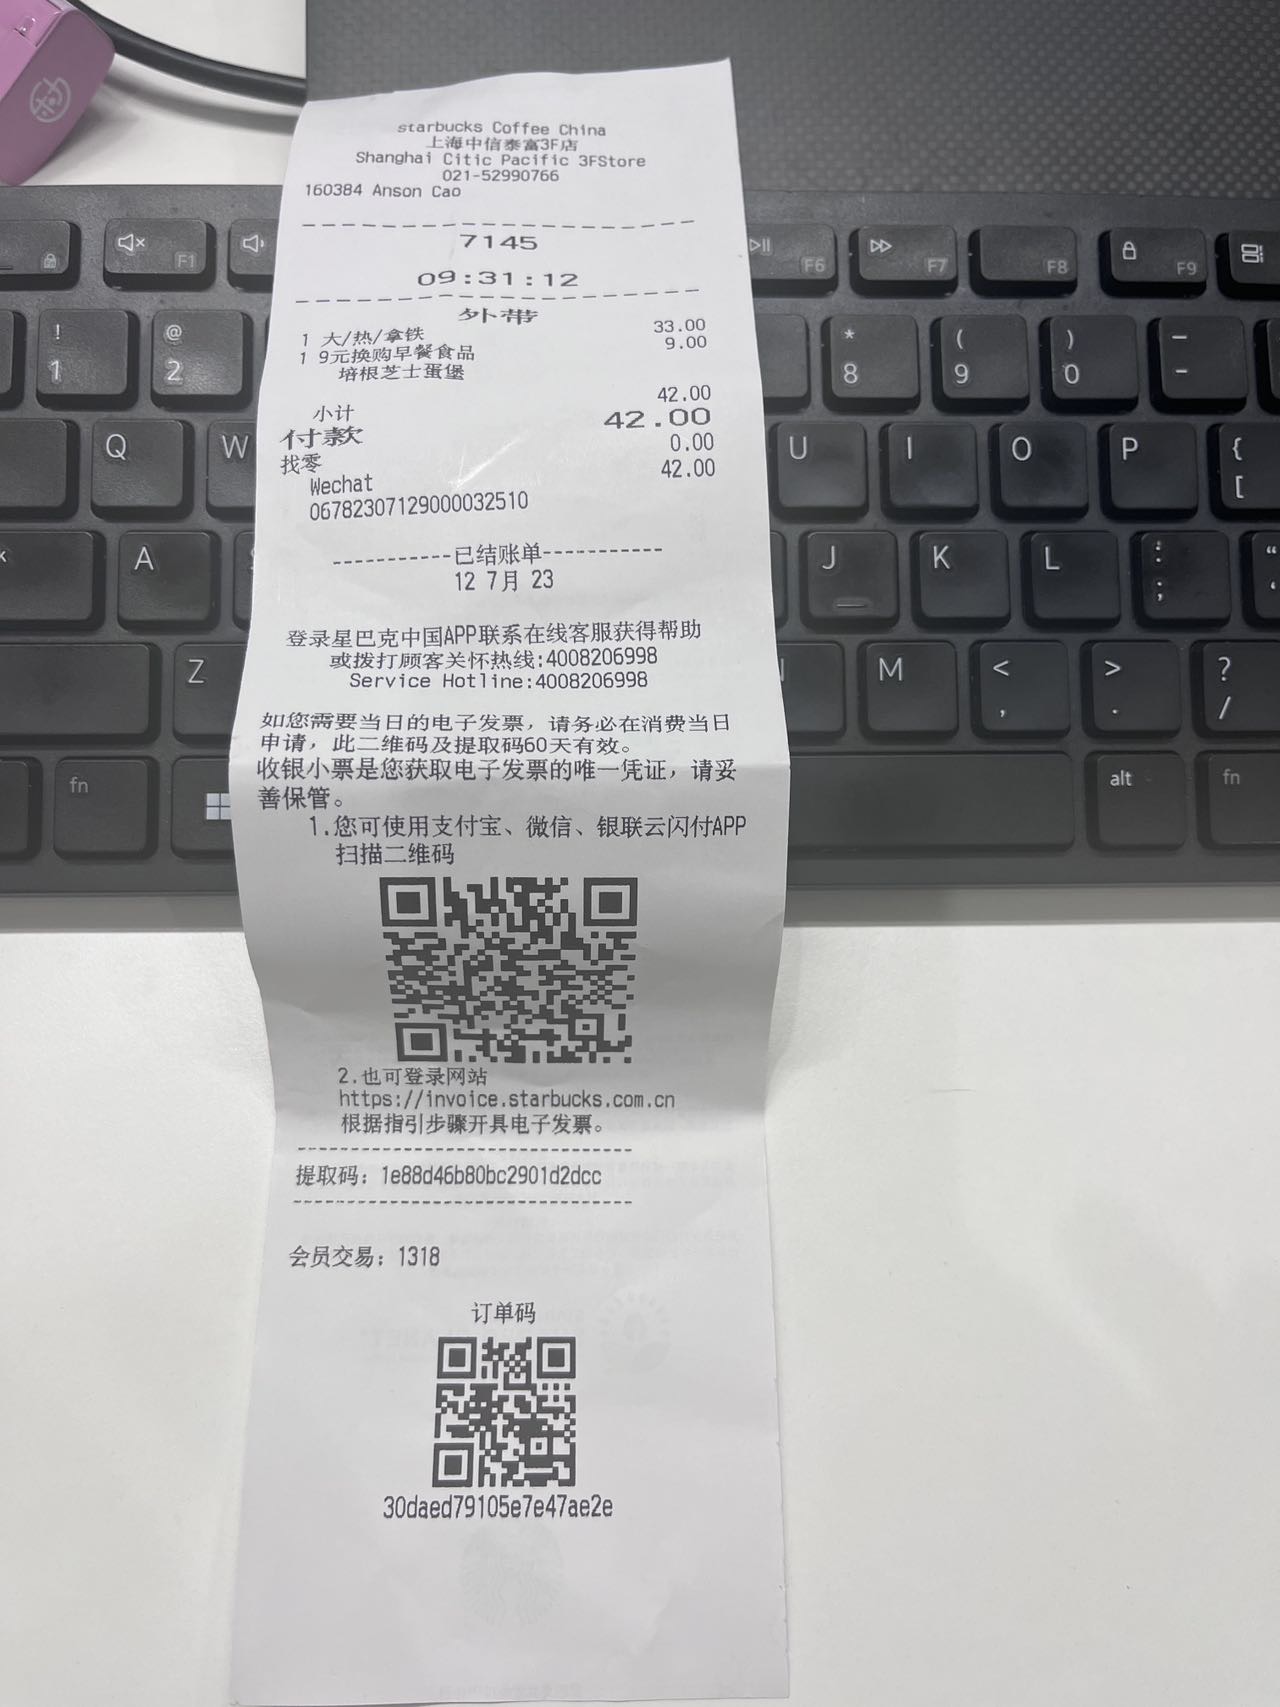 starbucks Coffee China
上海中信泰富3F店
Shanghai Citic Pacific 3FStore
021-52990766
160384 Anson Cao
7145
09:31:12
外带
1 大/热/拿铁 33.00
1 9元换购早餐食品 9.00
培根芝士蛋堡
小计 42.00
付款 42.00
找零 0.00
Wechat 42.00
06782307129000032510
-----------已结账单-----------
12 7月 23
登录星巴克中国APP联系在线客服获得帮助
或拨打顾客关怀热线:4008206998
Service Hotline:4008206998
如您需要当日的电子发票，请务必在消费当日
申请，此二维码及提取码60天有效。
收银小票是您获取电子发票的唯一凭证，请妥
善保管。
1.您可使用支付宝、微信、银联云闪付APP
扫描二维码
2.也可登录网站
https://invoice.starbucks.com.cn
根据指引步骤开具电子发票。
提取码：1e88d46b80bc2901d2dcc
会员交易：1318
订单码
30daed79105e7e47ae2e
F1
F6
F7
F8
F9
! 1
@ 2
* 8
( 9
) 0
Q
W
U
I
O
P
{ [
A
J
K
L
: ;
Z
M
< ,
> .
? /
fn
alt
fn